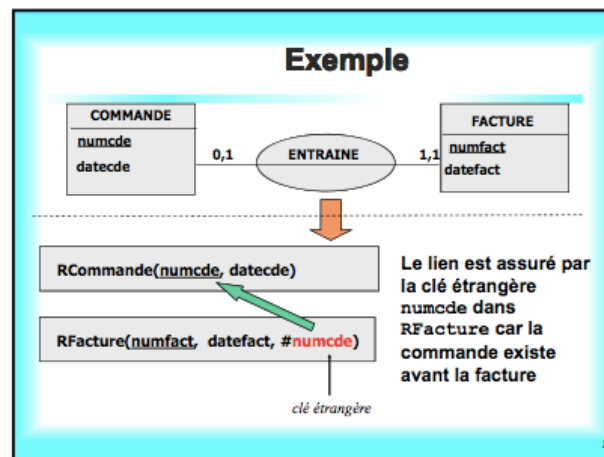 Exemple
COMMANDE
numcde
datecde
0,1
ENTRAINE
1,1
FACTURE
numfact
datefact
RCommande(numcde, datecde)
RFacture(numfact, datefact, #numcde)
clé étrangère
Le lien est assuré par
la clé étrangère
numcde dans
RFacture car la
commande existe
avant la facture